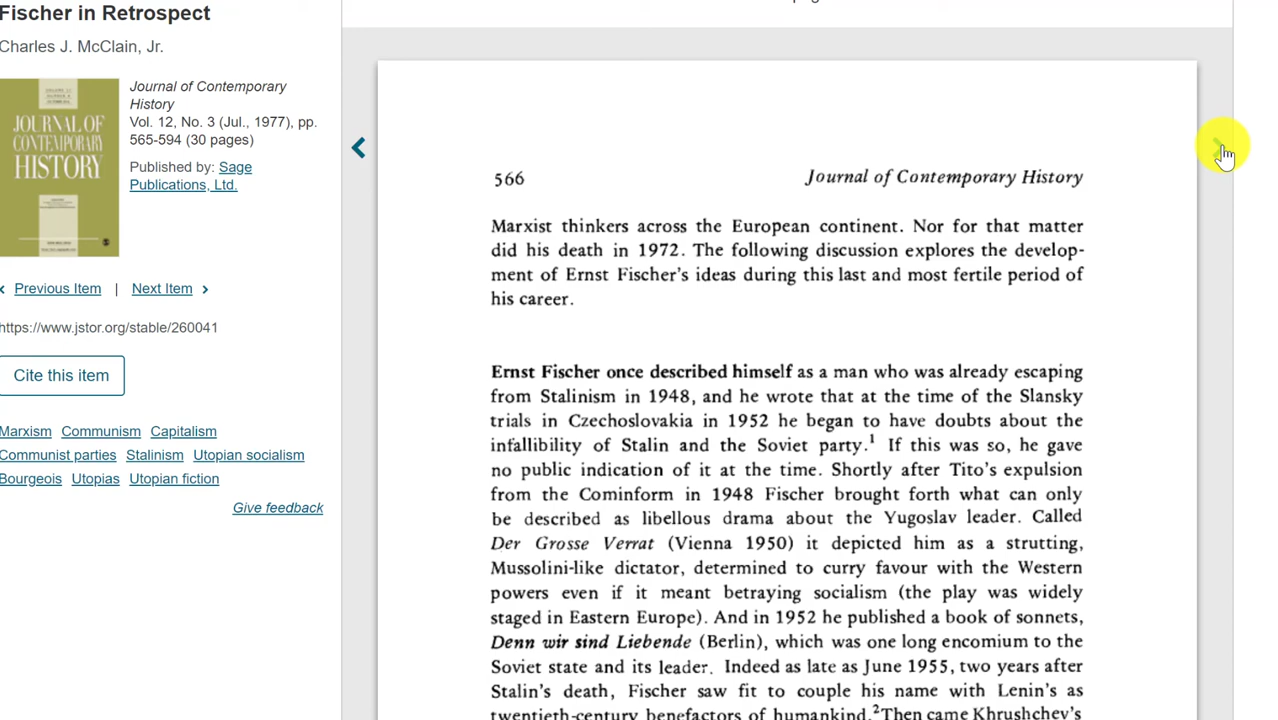 Fischer in Retrospect
Charles J. McClain, Jr.
JOURNAL OF
CONTEMPORARY
HISTORY
Journal of Contemporary
History
Vol. 12, No. 3 (Jul., 1977), pp.
565-594 (30 pages)
Published by: Sage
Publications, Ltd.
Previous Item | Next Item
https://www.jstor.org/stable/260041
Cite this item
Marxism Communism Capitalism
Communist parties Stalinism Utopian socialism
Bourgeois Utopias Utopian fiction
Give feedback
566 Journal of Contemporary History
Marxist thinkers across the European continent. Nor for that matter
did his death in 1972. The following discussion explores the develop-
ment of Ernst Fischer's ideas during this last and most fertile period of
his career.
Ernst Fischer once described himself as a man who was already escaping
from Stalinism in 1948, and he wrote that at the time of the Slansky
trials in Czechoslovakia in 1952 he began to have doubts about the
infallibility of Stalin and the Soviet party.1 If this was so, he gave
no public indication of it at the time. Shortly after Tito's expulsion
from the Cominform in 1948 Fischer brought forth what can only
be described as libellous drama about the Yugoslav leader. Called
Der Grosse Verrat (Vienna 1950) it depicted him as a strutting,
Mussolini-like dictator, determined to curry favour with the Western
powers even if it meant betraying socialism (the play was widely
staged in Eastern Europe). And in 1952 he published a book of sonnets,
Denn wir sind Liebende (Berlin), which was one long encomium to the
Soviet state and its leader. Indeed as late as June 1955, two years after
Stalin's death, Fischer saw fit to couple his name with Lenin's as
twentieth-century benefactors of humankind.2 Then came Khrushchev's